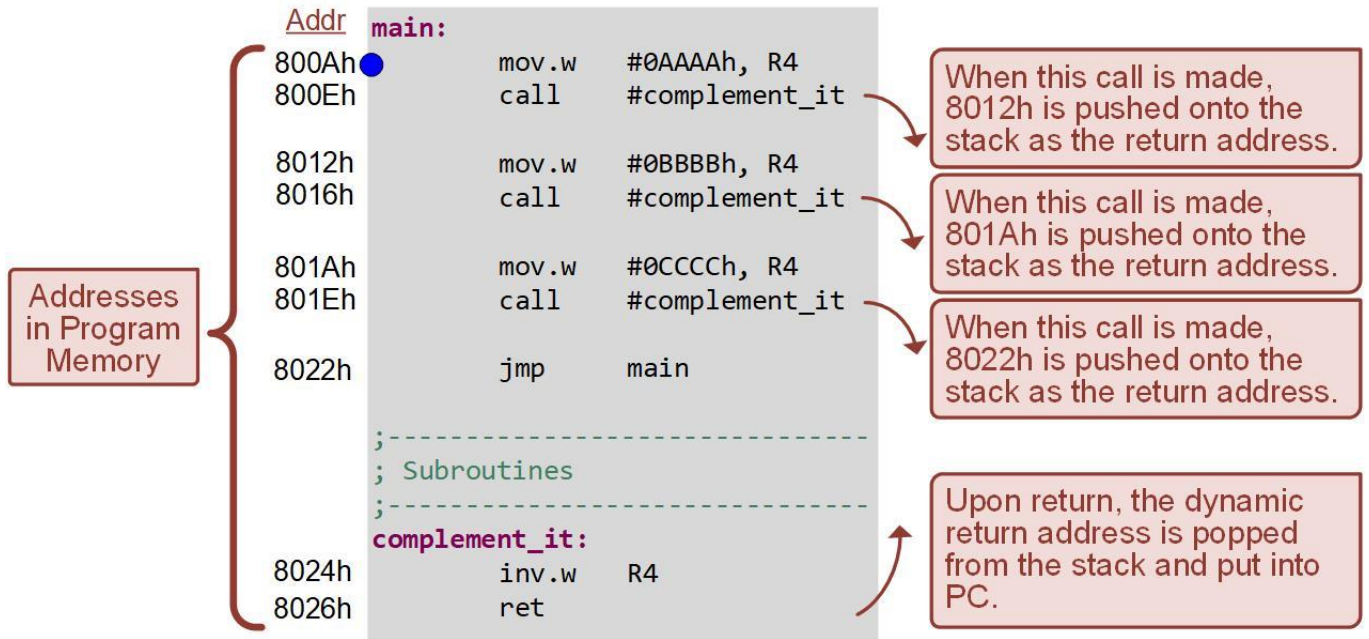 Addr
main:
800Ah mov.w #0AAAAh, R4
800Eh call #complement_it
When this call is made,
8012h is pushed onto the
stack as the return address.
8012h mov.w #0BBBBh, R4
8016h call #complement_it
When this call is made,
801Ah is pushed onto the
stack as the return address.
801Ah mov.w #0CCCCh, R4
801Eh call #complement_it
When this call is made,
8022h is pushed onto the
stack as the return address.
Addresses
in Program
Memory
8022h jmp main
;-------------------------------
; Subroutines
;-------------------------------
complement_it:
8024h inv.w R4
8026h ret
Upon return, the dynamic
return address is popped
from the stack and put into
PC.